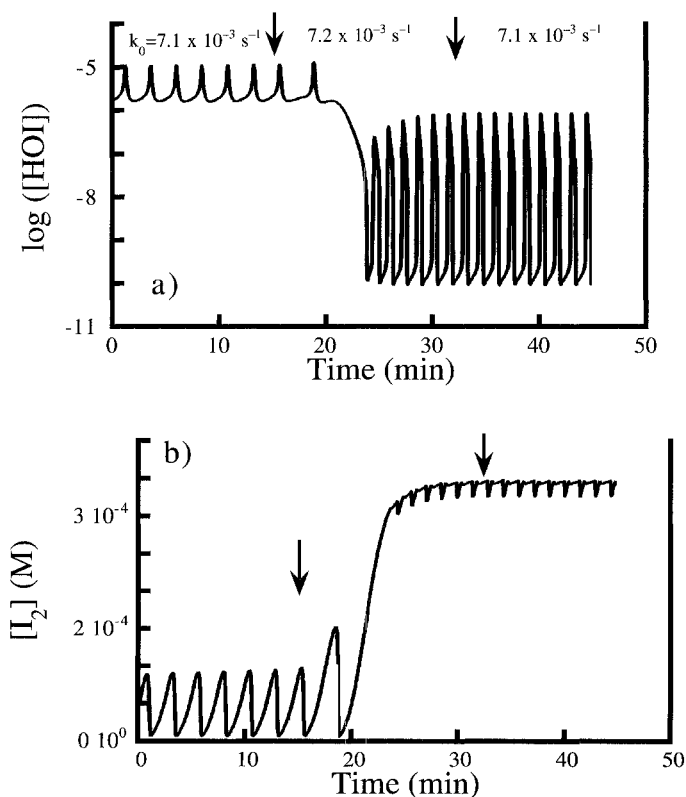 k₀=7.1 x 10⁻³ s⁻¹ 7.2 x 10⁻³ s⁻¹ 7.1 x 10⁻³ s⁻¹
-5
-8
-11
log ([HOI])
a)
0 10 20 30 40 50
Time (min)
b)
3 10⁻⁴
2 10⁻⁴
0 10⁰
[I₂] (M)
0 10 20 30 40 50
Time (min)